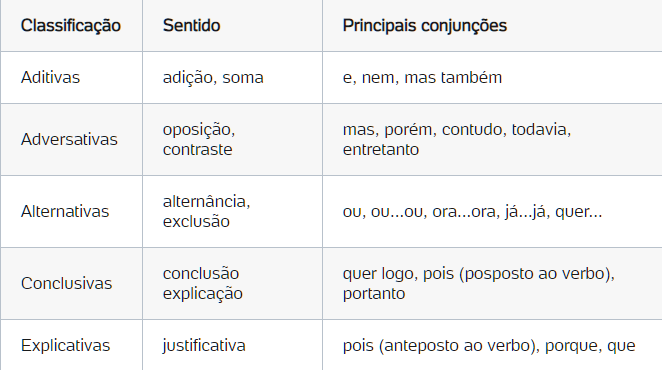 Classificação Sentido Principais conjunções
Aditivas adição, soma e, nem, mas também
Adversativas oposição, contraste mas, porém, contudo, todavia, entretanto
Alternativas alternância, exclusão ou, ou...ou, ora...ora, já...já, quer...
Conclusivas conclusão explicação quer logo, pois (posposto ao verbo), portanto
Explicativas justificativa pois (anteposto ao verbo), porque, que